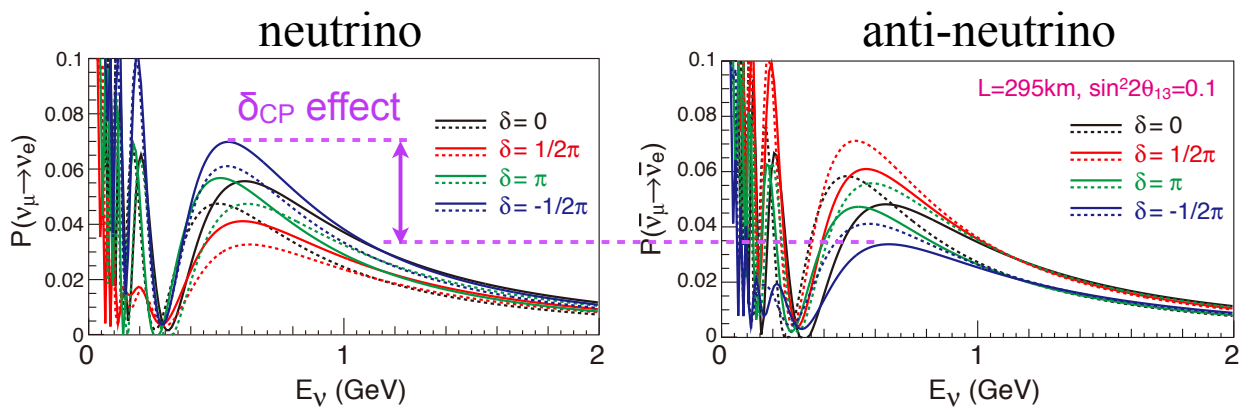 neutrino
0.1
0.08
0.06
0.04
0.02
0
P(νμ→νe)
δCP effect
δ = 0
δ = 1/2π
δ = π
δ = -1/2π
0 1 2
Eν (GeV)
anti-neutrino
0.1
0.08
0.06
0.04
0.02
0
P(ν̄μ→ν̄e)
L=295km, sin²2θ₁₃=0.1
δ = 0
δ = 1/2π
δ = π
δ = -1/2π
0 1 2
Eν (GeV)